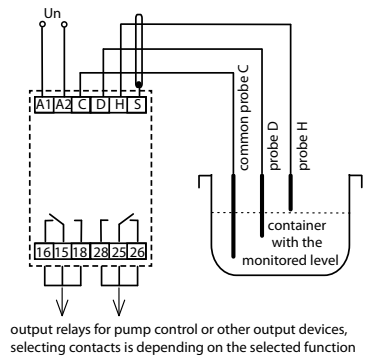 Un
A1 A2 C D H S
common probe C
probe D
probe H
container
with the
monitored level
16 15 18 28 25 26
output relays for pump control or other output devices,
selecting contacts is depending on the selected function